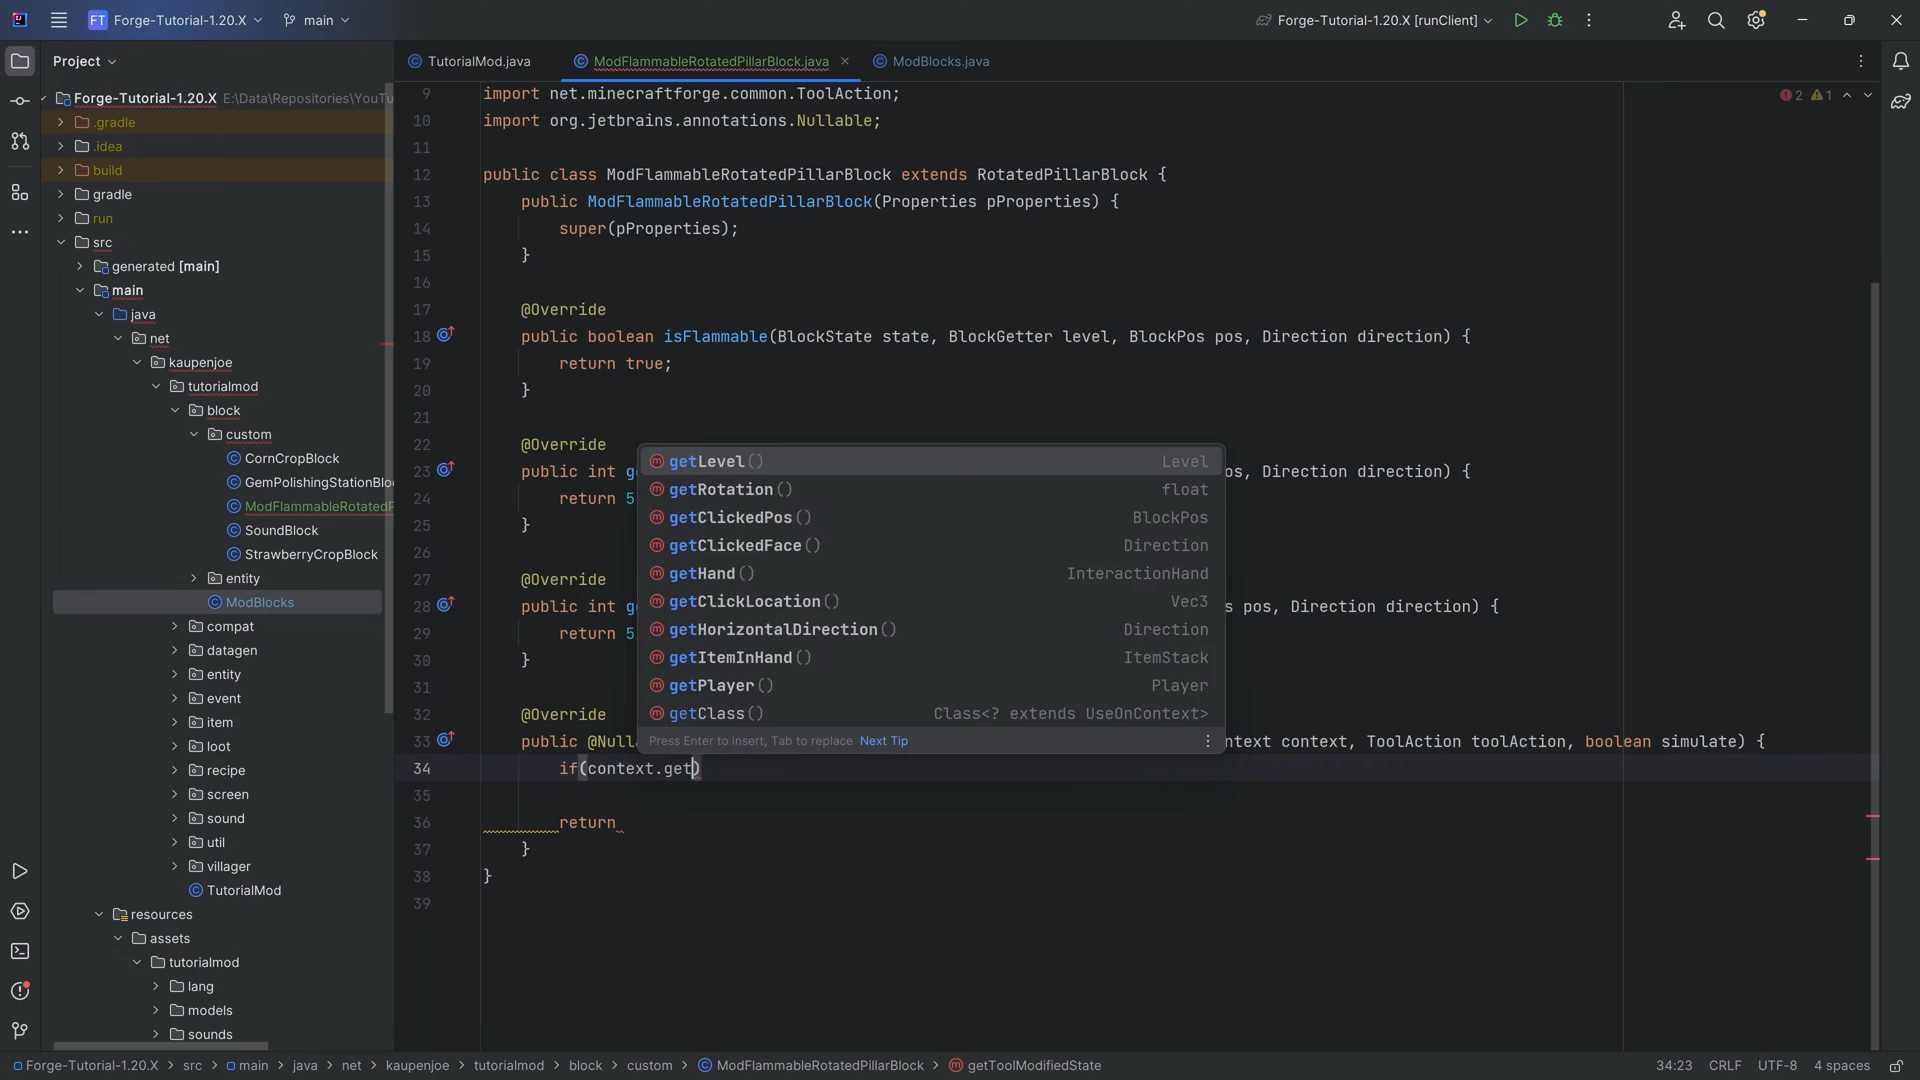 FT Forge-Tutorial-1.20.X main Forge-Tutorial-1.20.X [runClient]
Project
TutorialMod.java ModFlammableRotatedPillarBlock.java ModBlocks.java
Forge-Tutorial-1.20.X E:\Data\Repositories\YouTu
.gradle
.idea
build
gradle
run
src
generated [main]
main
java
net
kaupenjoe
tutorialmod
block
custom
CornCropBlock
GemPolishingStationBlo
ModFlammableRotatedP
SoundBlock
StrawberryCropBlock
entity
ModBlocks
compat
datagen
entity
event
item
loot
recipe
screen
sound
util
villager
TutorialMod
resources
assets
tutorialmod
lang
models
sounds
2 1
9 import net.minecraftforge.common.ToolAction;
10 import org.jetbrains.annotations.Nullable;
11
12 public class ModFlammableRotatedPillarBlock extends RotatedPillarBlock {
13 public ModFlammableRotatedPillarBlock(Properties pProperties) {
14 super(pProperties);
15 }
16
17 @Override
18 public boolean isFlammable(BlockState state, BlockGetter level, BlockPos pos, Direction direction) {
19 return true;
20 }
21
22 @Override
23 public int ge os pos, Direction direction) {
24 return 5
25 }
26
27 @Override
28 public int ge s pos, Direction direction) {
29 return 5
30 }
31
32 @Override
33 public @Nulla ntext context, ToolAction toolAction, boolean simulate) {
34 if(context.get)
35
36 return
37 }
38 }
39
getLevel() Level
getRotation() float
getClickedPos() BlockPos
getClickedFace() Direction
getHand() InteractionHand
getClickLocation() Vec3
getHorizontalDirection() Direction
getItemInHand() ItemStack
getPlayer() Player
getClass() Class<? extends UseOnContext>
Press Enter to insert, Tab to replace Next Tip
Forge-Tutorial-1.20.X > src > main > java > net > kaupenjoe > tutorialmod > block > custom > ModFlammableRotatedPillarBlock > getToolModifiedState 34:23 CRLF UTF-8 4 spaces